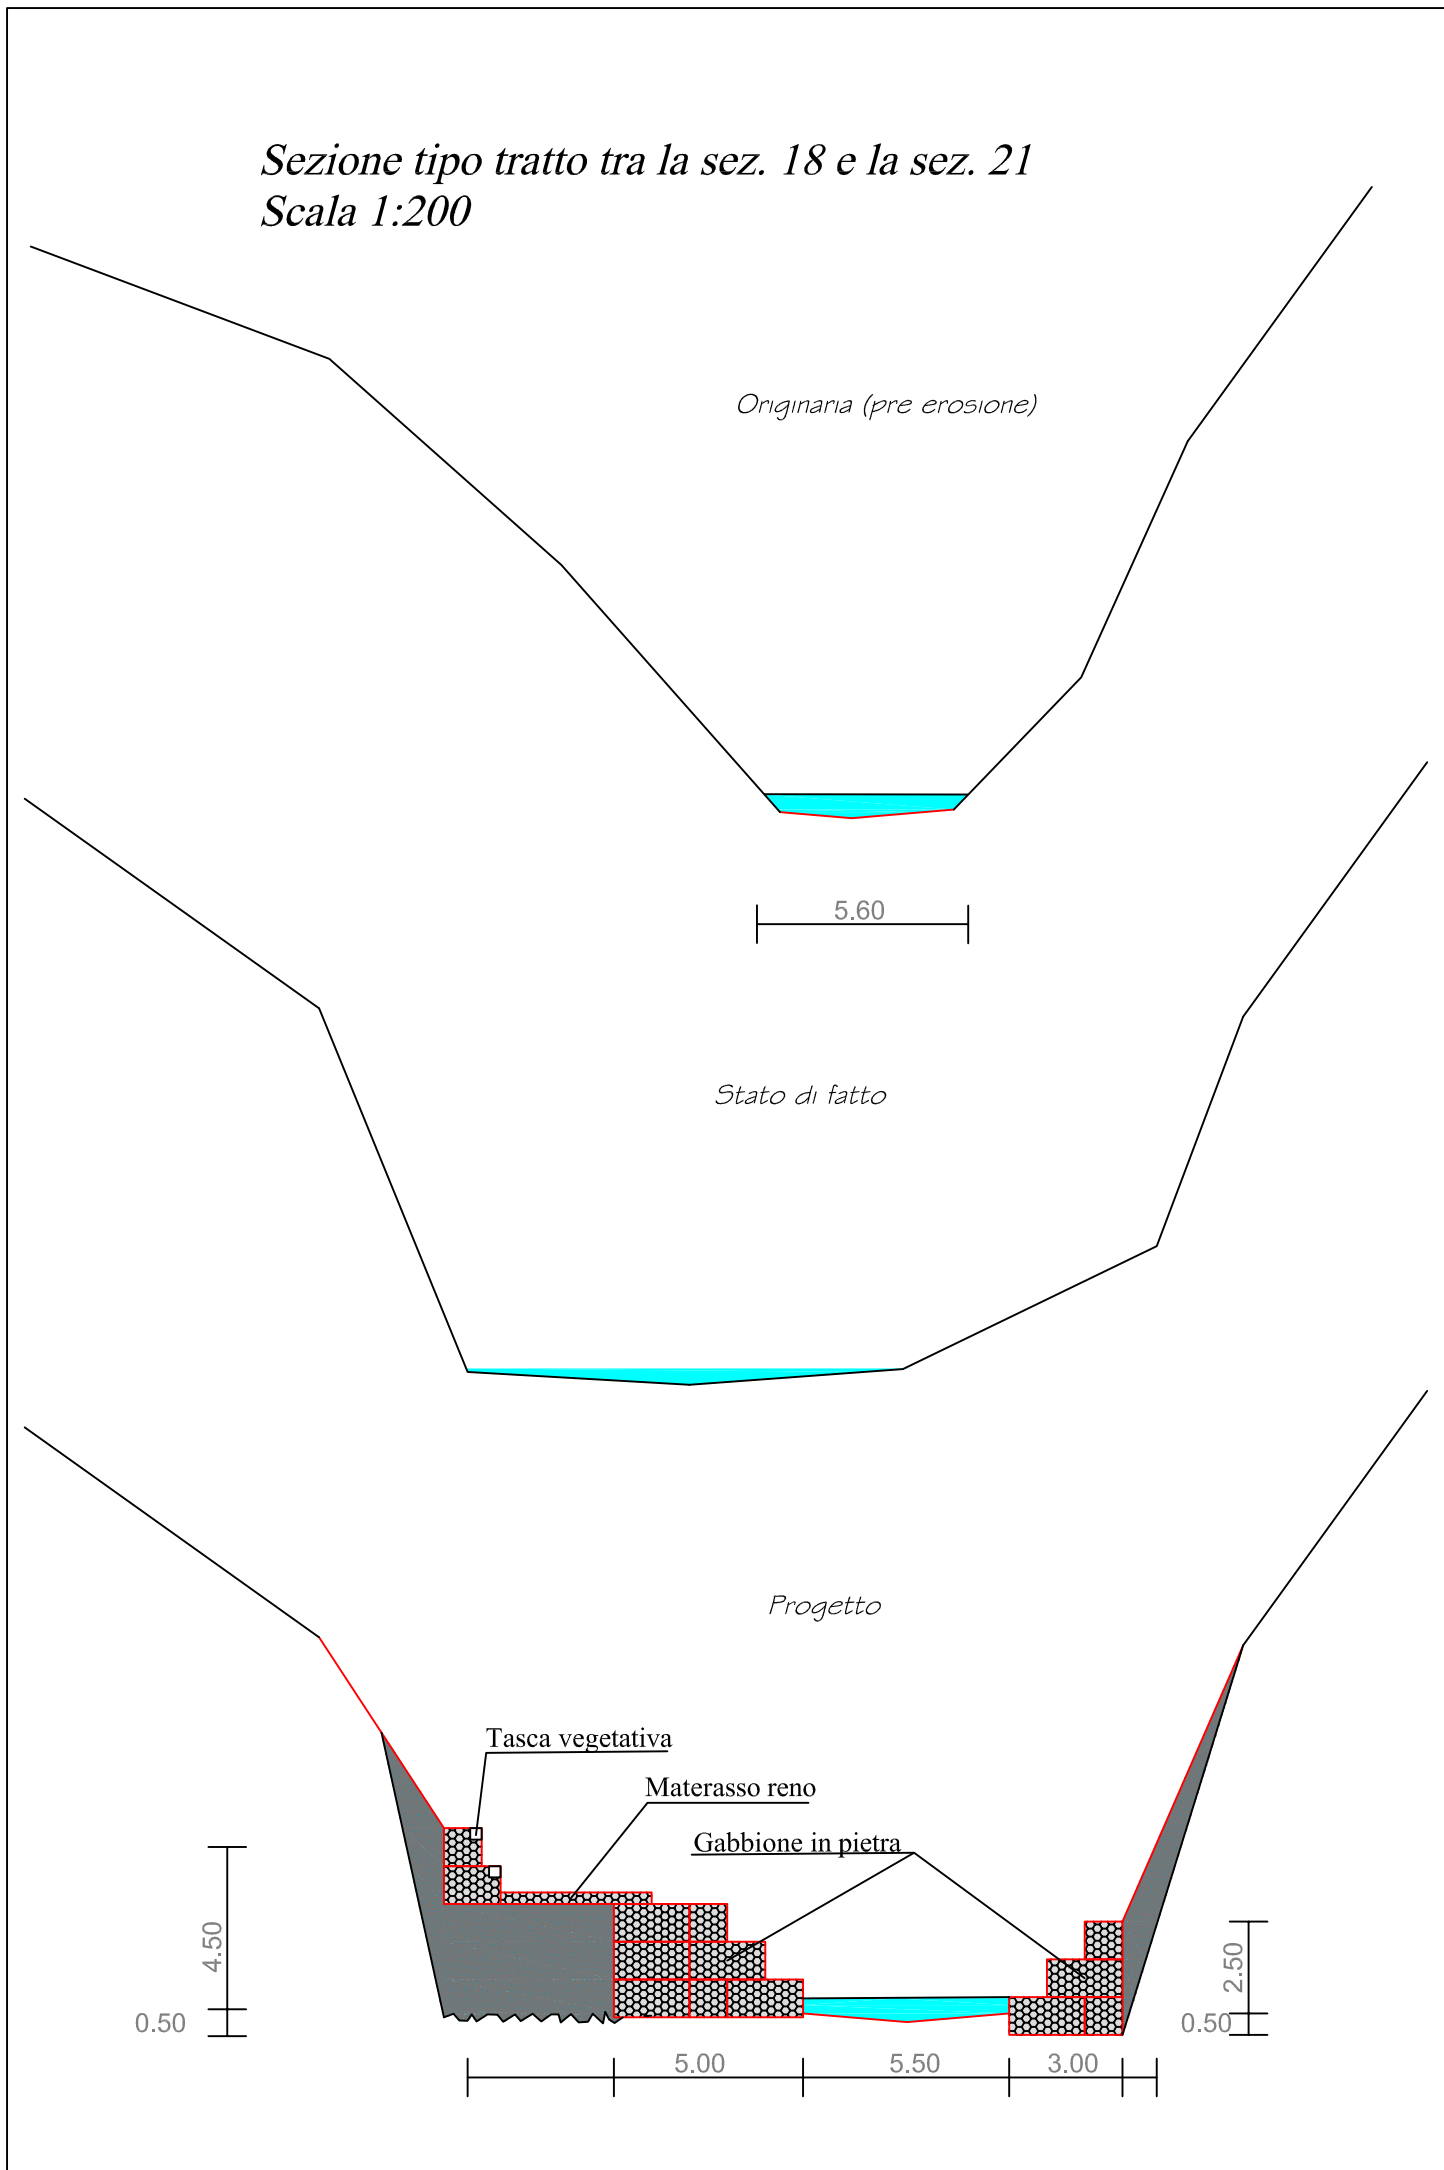 Sezione tipo tratto tra la sez. 18 e la sez. 21
Scala 1:200
Originaria (pre erosione)
5.60
Stato di fatto
Progetto
Tasca vegetativa
Materasso reno
Gabbione in pietra
4.50
0.50
2.50
0.50
5.00
5.50
3.00